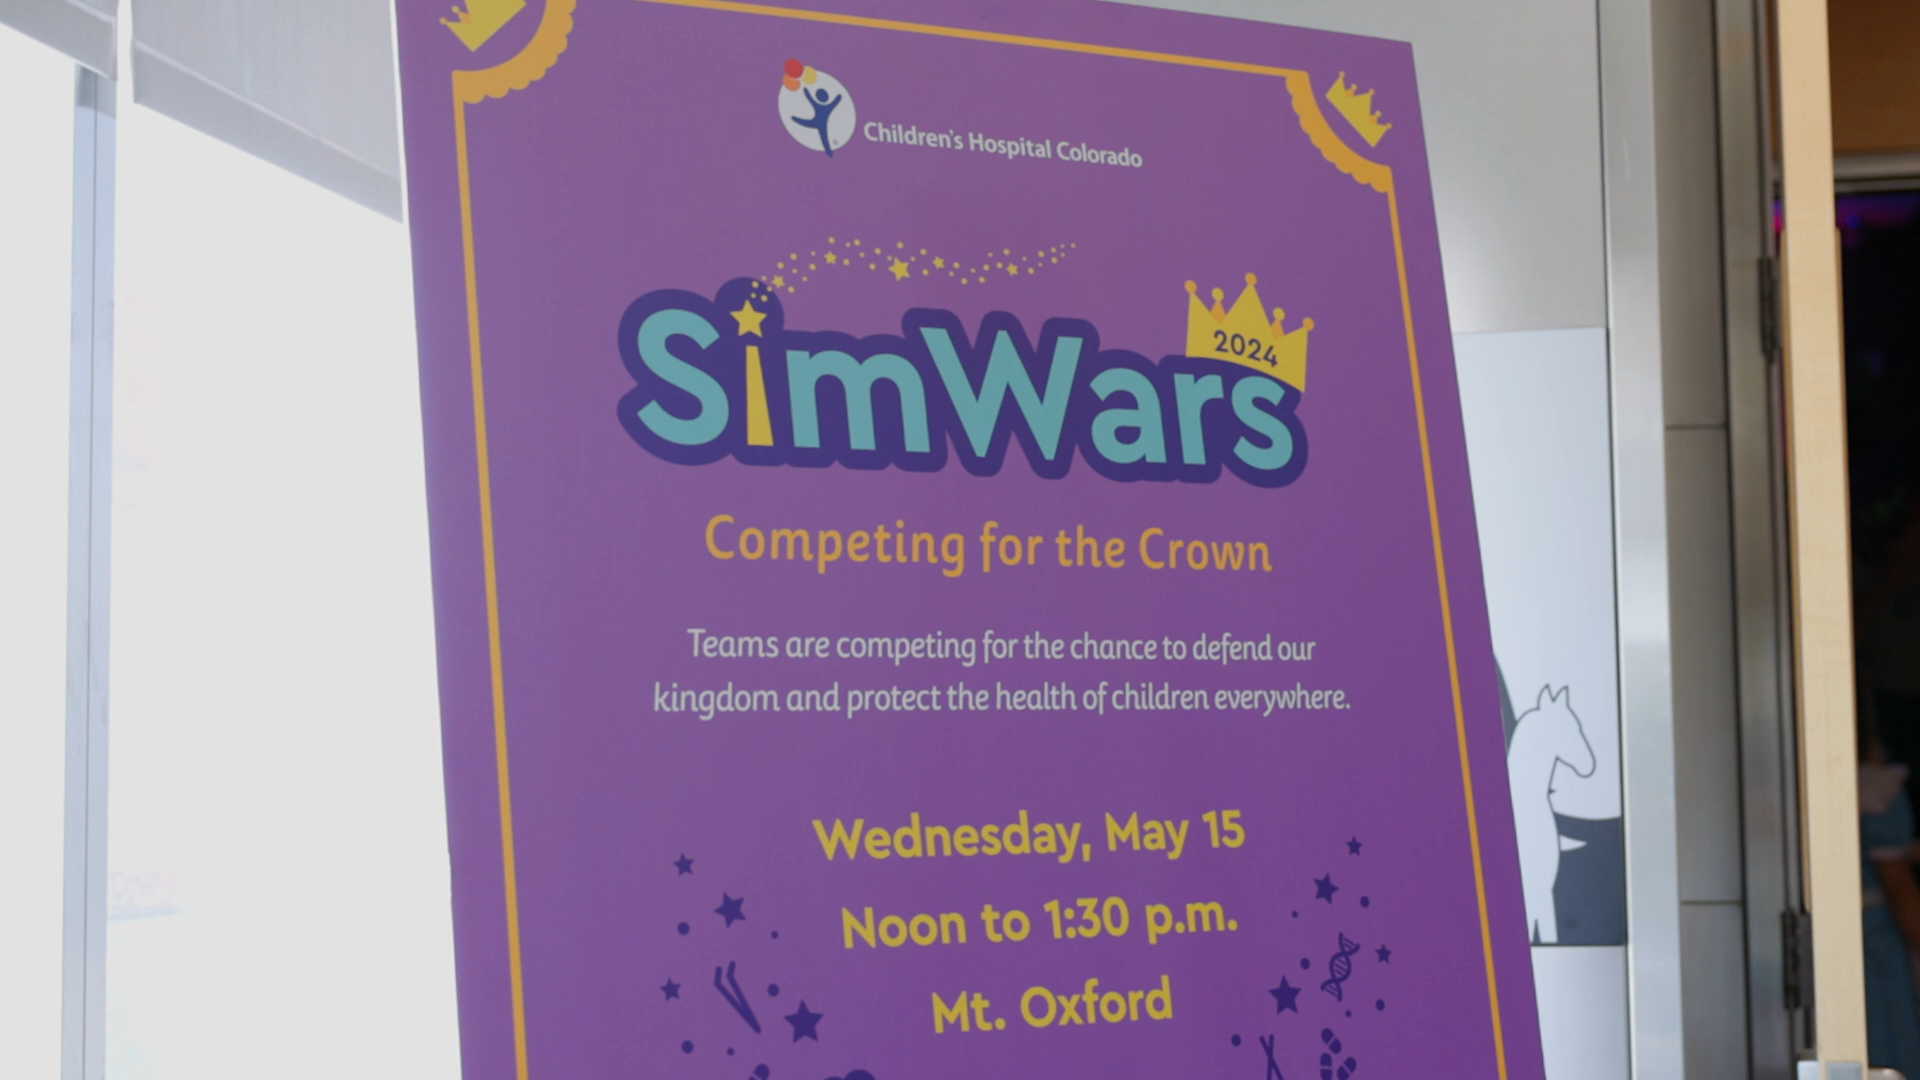 Children's Hospital Colorado
2024
SimWars
Competing for the Crown
Teams are competing for the chance to defend our
kingdom and protect the health of children everywhere.
Wednesday, May 15
Noon to 1:30 p.m.
Mt. Oxford